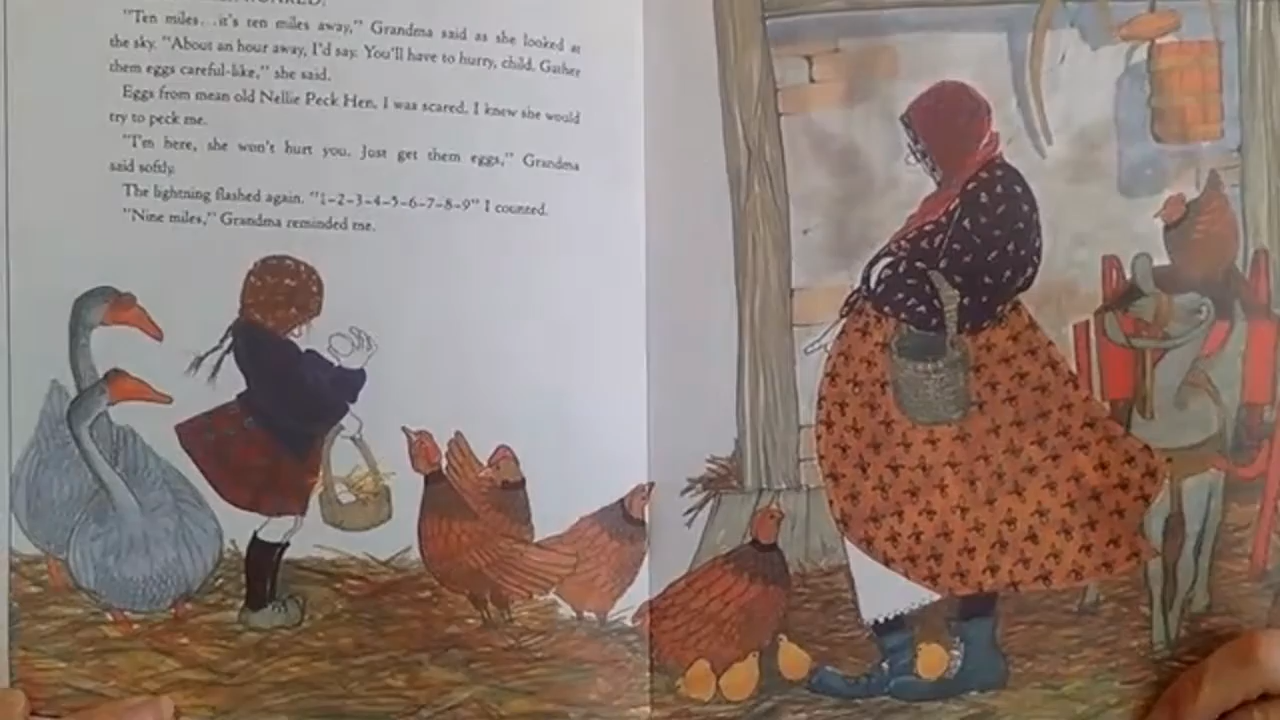 "Ten miles...it's ten miles away," Grandma said as she looked at
the sky. "About an hour away, I'd say. You'll have to hurry, child. Gather
them eggs careful-like," she said.
Eggs from mean old Nellie Peck Hen. I was scared. I knew she would
try to peck me.
"I'm here, she won't hurt you. Just get them eggs," Grandma
said softly.
The lightning flashed again. "1-2-3-4-5-6-7-8-9" I counted.
"Nine miles," Grandma reminded me.